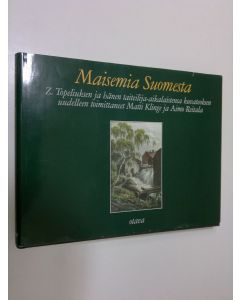 Maisemia Suomesta
Z. Topeliuksen ja hänen taiteilija-aikalaistensa kuvateoksen
uudelleen toimittaneet Matti Klinge ja Aimo Reitala
otava